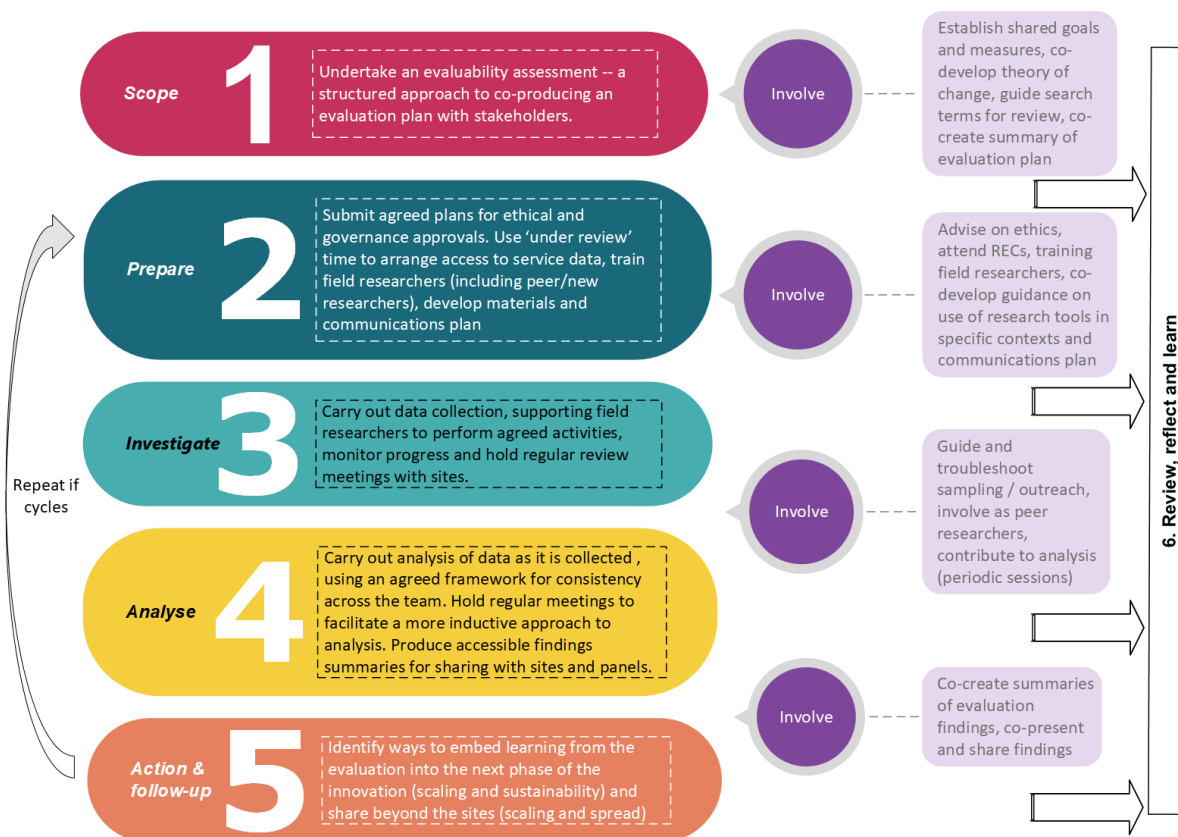 Scope
1
Undertake an evaluability assessment -- a
structured approach to co-producing an
evaluation plan with stakeholders.
Involve
Establish shared goals
and measures, co-
develop theory of
change, guide search
terms for review, co-
create summary of
evaluation plan
Prepare
2
Submit agreed plans for ethical and
governance approvals. Use ‘under review’
time to arrange access to service data, train
field researchers (including peer/new
researchers), develop materials and
communications plan
Involve
Advise on ethics,
attend RECs, training
field researchers, co-
develop guidance on
use of research tools in
specific contexts and
communications plan
Investigate
3
Carry out data collection, supporting field
researchers to perform agreed activities,
monitor progress and hold regular review
meetings with sites.
Involve
Guide and
troubleshoot
sampling / outreach,
involve as peer
researchers,
contribute to analysis
(periodic sessions)
Analyse
4
Carry out analysis of data as it is collected ,
using an agreed framework for consistency
across the team. Hold regular meetings to
facilitate a more inductive approach to
analysis. Produce accessible findings
summaries for sharing with sites and panels.
Involve
Co-create summaries
of evaluation
findings, co-present
and share findings
Action &
follow-up
5
Identify ways to embed learning from the
evaluation into the next phase of the
innovation (scaling and sustainability) and
share beyond the sites (scaling and spread)
Repeat if
cycles
6. Review, reflect and learn